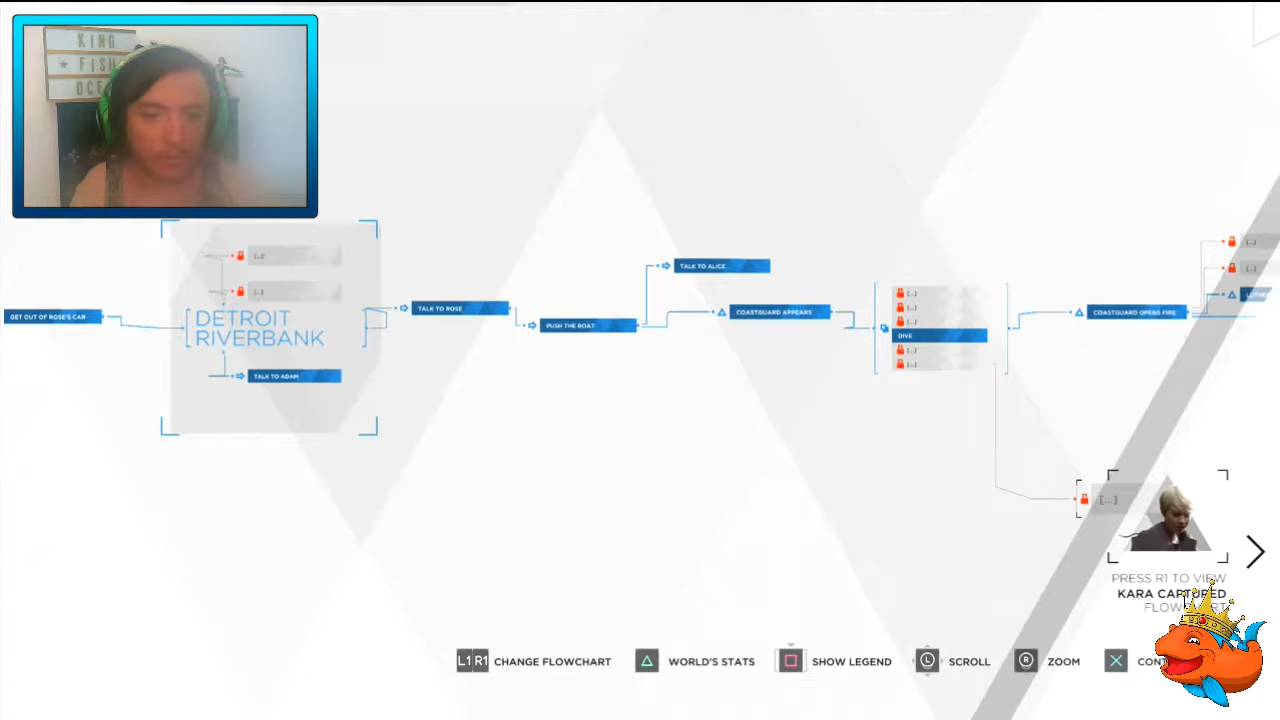 KING
★ FISH
OCE
[...]
[...]
GET OUT OF ROSE'S CAR
DETROIT
RIVERBANK
TALK TO ADAM
TALK TO ROSE
PUSH THE BOAT
TALK TO ALICE
COASTGUARD APPEARS
[...]
[...]
[...]
DIVE
[...]
[...]
COASTGUARD OPENS FIRE
[...]
[...]
[...]
PRESS R1 TO VIEW
KARA CAPTURED
L1 R1 CHANGE FLOWCHART
WORLD'S STATS
SHOW LEGEND
L SCROLL
R ZOOM